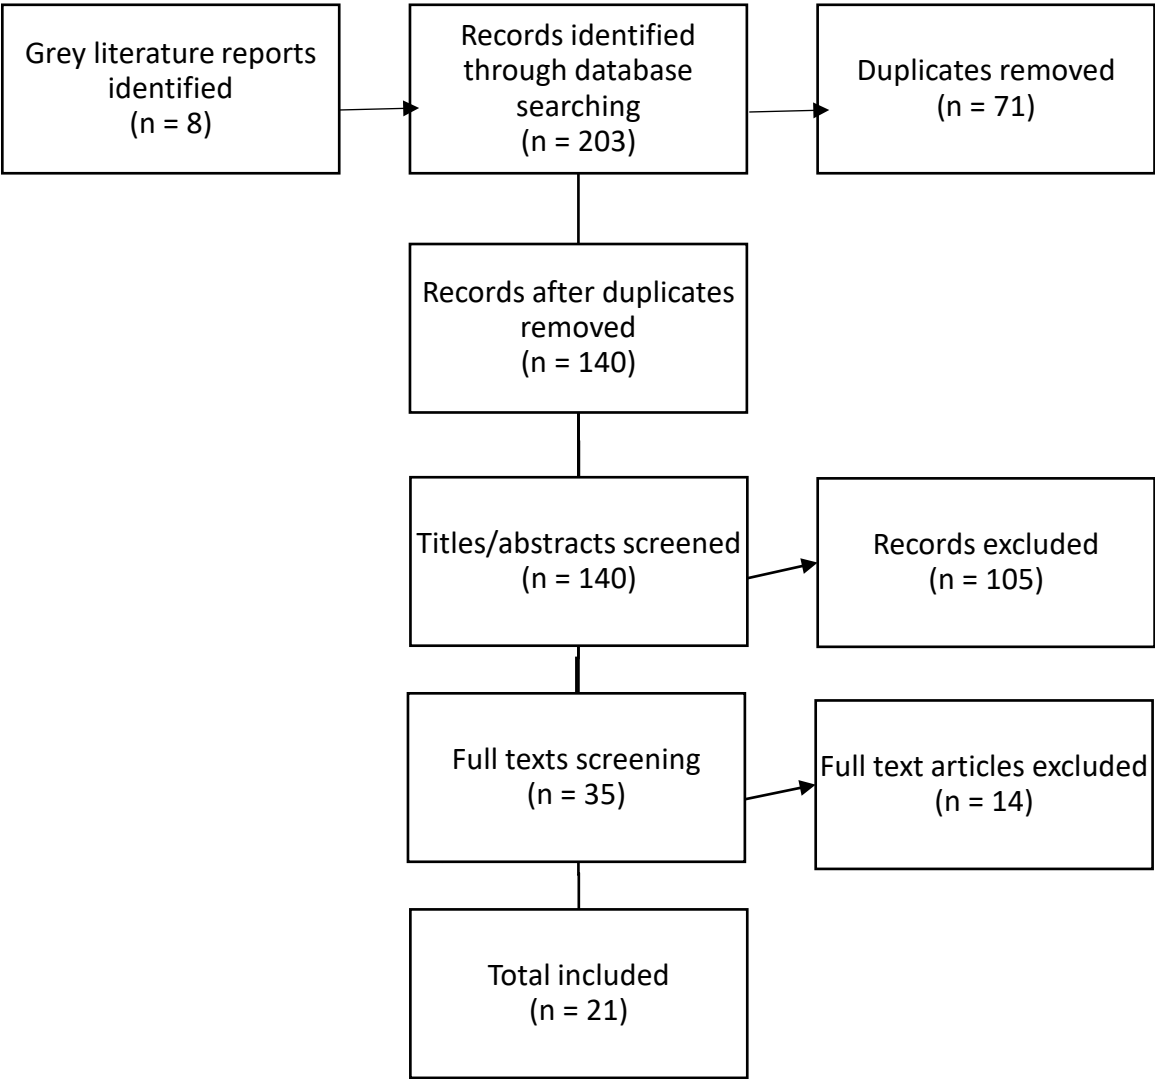 Grey literature reports
identified
(n = 8)
Records identified
through database
searching
(n = 203)
Duplicates removed
(n = 71)
Records after duplicates
removed
(n = 140)
Titles/abstracts screened
(n = 140)
Records excluded
(n = 105)
Full texts screening
(n = 35)
Full text articles excluded
(n = 14)
Total included
(n = 21)